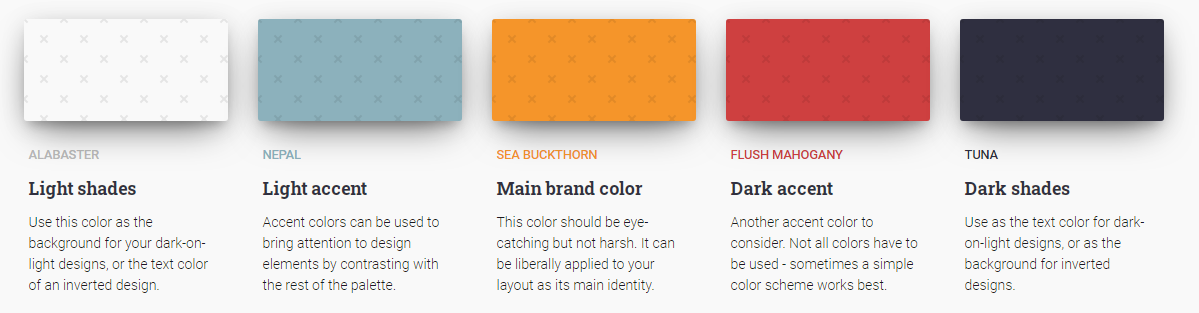 ALABASTER
Light shades
Use this color as the
background for your dark-on-
light designs, or the text color
of an inverted design.
NEPAL
Light accent
Accent colors can be used to
bring attention to design
elements by contrasting with
the rest of the palette.
SEA BUCKTHORN
Main brand color
This color should be eye-
catching but not harsh. It can
be liberally applied to your
layout as its main identity.
FLUSH MAHOGANY
Dark accent
Another accent color to
consider. Not all colors have to
be used - sometimes a simple
color scheme works best.
TUNA
Dark shades
Use as the text color for dark-
on-light designs, or as the
background for inverted
designs.